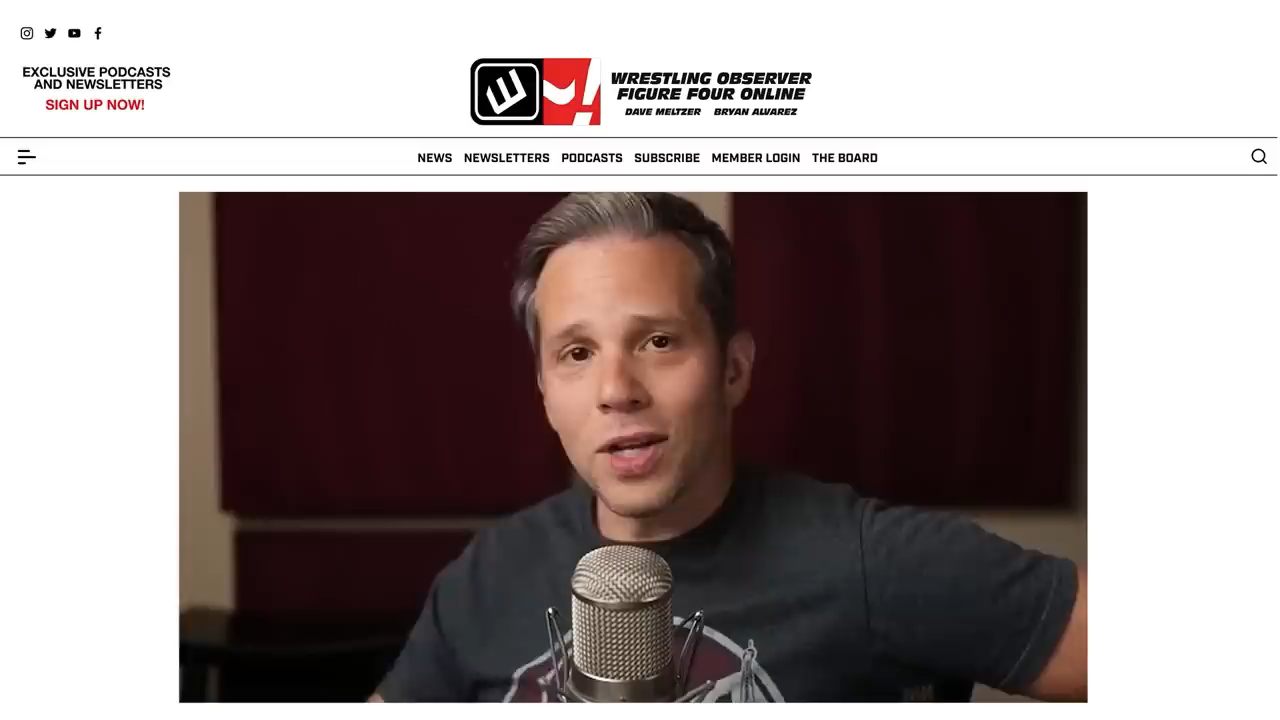 EXCLUSIVE PODCASTS
AND NEWSLETTERS
SIGN UP NOW!
WRESTLING OBSERVER
FIGURE FOUR ONLINE
DAVE MELTZER BRYAN ALVAREZ
NEWS NEWSLETTERS PODCASTS SUBSCRIBE MEMBER LOGIN THE BOARD